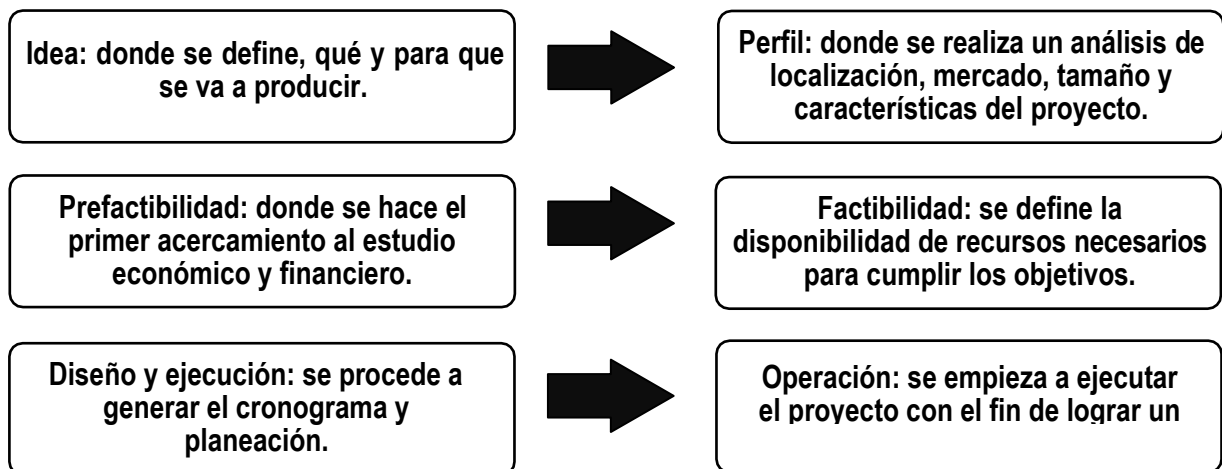 Idea: donde se define, qué y para que
se va a producir.
Perfil: donde se realiza un análisis de
localización, mercado, tamaño y
características del proyecto.
Prefactibilidad: donde se hace el
primer acercamiento al estudio
económico y financiero.
Factibilidad: se define la
disponibilidad de recursos necesarios
para cumplir los objetivos.
Diseño y ejecución: se procede a
generar el cronograma y
planeación.
Operación: se empieza a ejecutar
el proyecto con el fin de lograr un